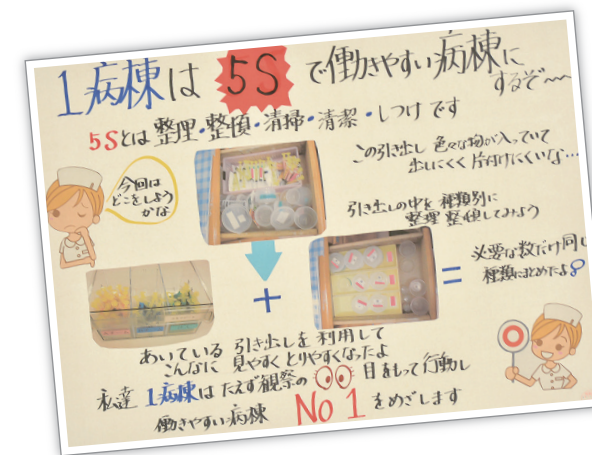 1病棟は 5S で働きやすい病棟に
するぞ〜〜
5Sとは 整理・整頓・清掃・清潔・しつけ です
今回は
どこをしよう
かな
この引き出し 色々な物が入っていて
出しにくく 片付けにくいな…
引き出しの中を 種類別に
整理 整頓してみよう
+
=
必要な数だけ同じ
種類にまとめたよ
あいている 引き出しを 利用して
こんなに 見やすく とりやすくなったよ
私達 1病棟は たえず観察の 目をもって行動し
働きやすい病棟 No 1 をめざします